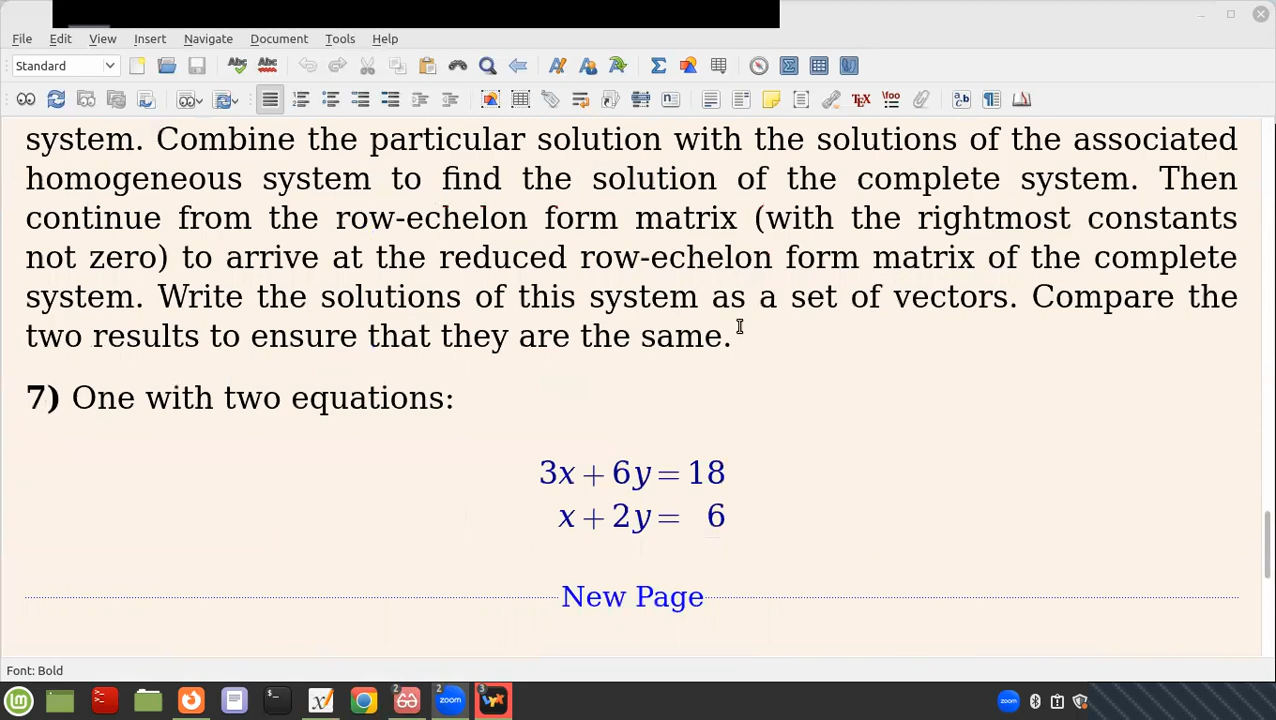 File Edit View Insert Navigate Document Tools Help
Standard
system. Combine the particular solution with the solutions of the associated
homogeneous system to find the solution of the complete system. Then
continue from the row-echelon form matrix (with the rightmost constants
not zero) to arrive at the reduced row-echelon form matrix of the complete
system. Write the solutions of this system as a set of vectors. Compare the
two results to ensure that they are the same.
7) One with two equations:
3x + 6y = 18
x + 2y = 6
New Page
Font: Bold